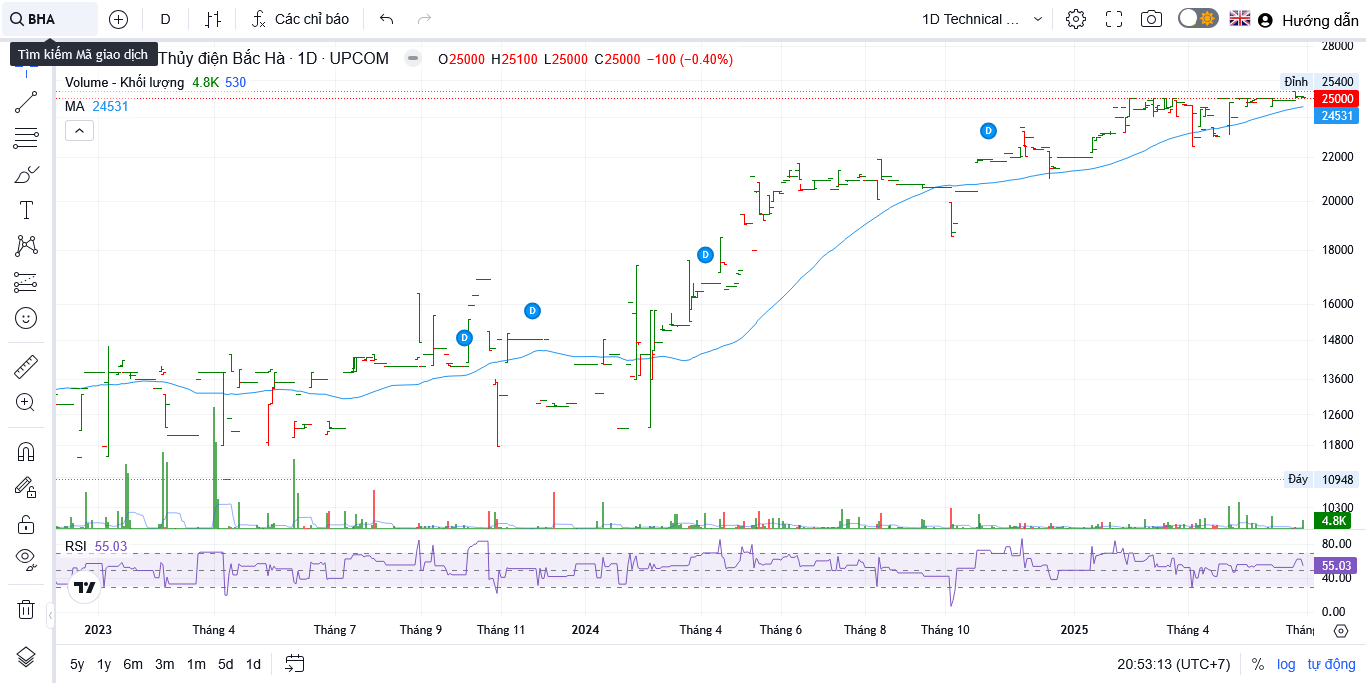 BHA
D
Các chỉ báo
1D Technical ...
Hướng dẫn
Tìm kiếm Mã giao dịch
Thủy điện Bắc Hà · 1D · UPCOM
O25000 H25100 L25000 C25000 −100 (−0.40%)
Volume - Khối lượng 4.8K 530
MA 24531
28000
Đỉnh 25400
25000
24531
22000
20000
18000
16000
14800
13600
12600
11800
Đáy 10948
10300
4.8K
D
D
D
D
RSI 55.03
80.00
55.03
40.00
0.00
2023 Tháng 4 Tháng 7 Tháng 9 Tháng 11 2024 Tháng 4 Tháng 6 Tháng 8 Tháng 10 2025 Tháng 4 Thán
5y 1y 6m 3m 1m 5d 1d
20:53:13 (UTC+7) % log tự động